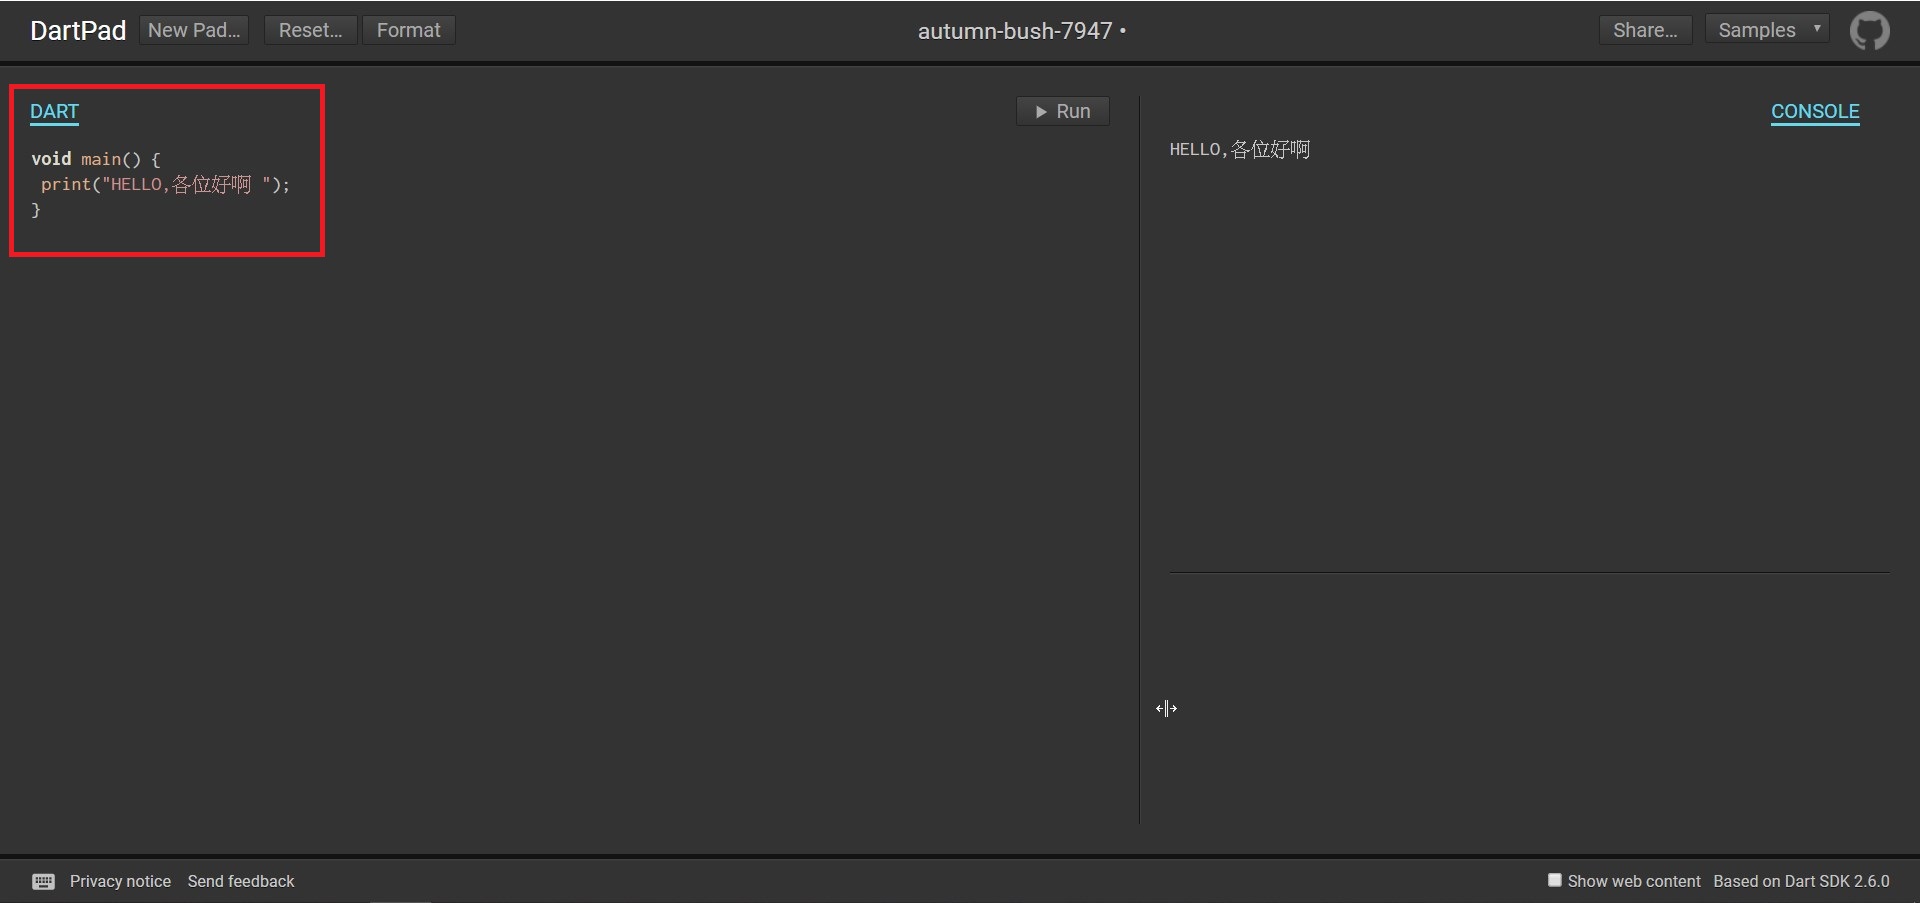 DartPad New Pad... Reset... Format autumn-bush-7947 • Share... Samples
DART
Run
CONSOLE
void main() {
 print("HELLO,各位好啊 ");
}
HELLO,各位好啊
Privacy notice Send feedback Show web content Based on Dart SDK 2.6.0